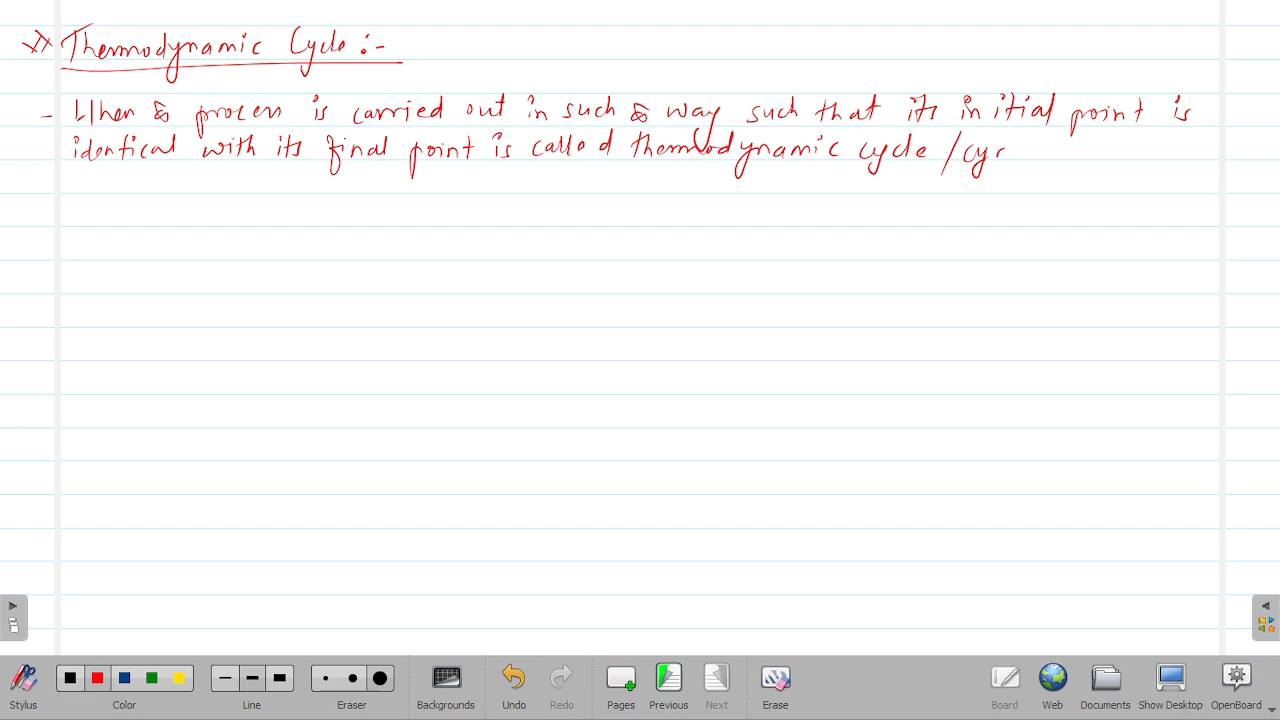 Thermodynamic Cycle :-
- When a process is carried out in such a way such that its initial point is
identical with its final point is called thermodynamic cycle / cyc
Stylus
Color
Line
Eraser
Backgrounds
Undo
Redo
Pages
Previous
Next
Erase
Board
Web
Documents
Show Desktop
OpenBoard